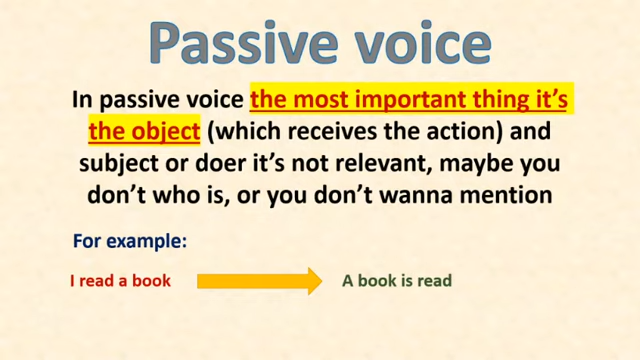 Passive voice
In passive voice the most important thing it's
the object (which receives the action) and
subject or doer it's not relevant, maybe you
don't who is, or you don't wanna mention
For example:
I read a book
A book is read